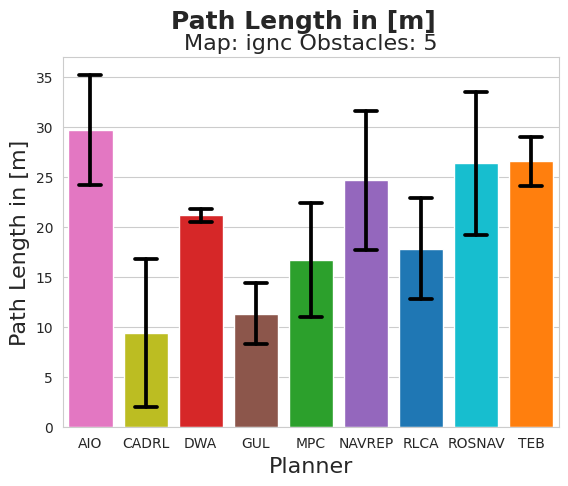 Path Length in [m]
Map: ignc Obstacles: 5
Path Length in [m]
35
30
25
20
15
10
5
0
AIO CADRL DWA GUL MPC NAVREP RLCA ROSNAV TEB
Planner